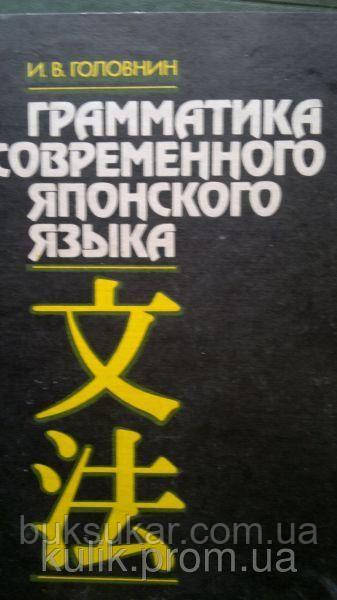 И. В. ГОЛОВНИН
ГРАММАТИКА
СОВРЕМЕННОГО
ЯПОНСКОГО
ЯЗЫКА
文
法
buksukar.com.ua
kulik.prom.ua